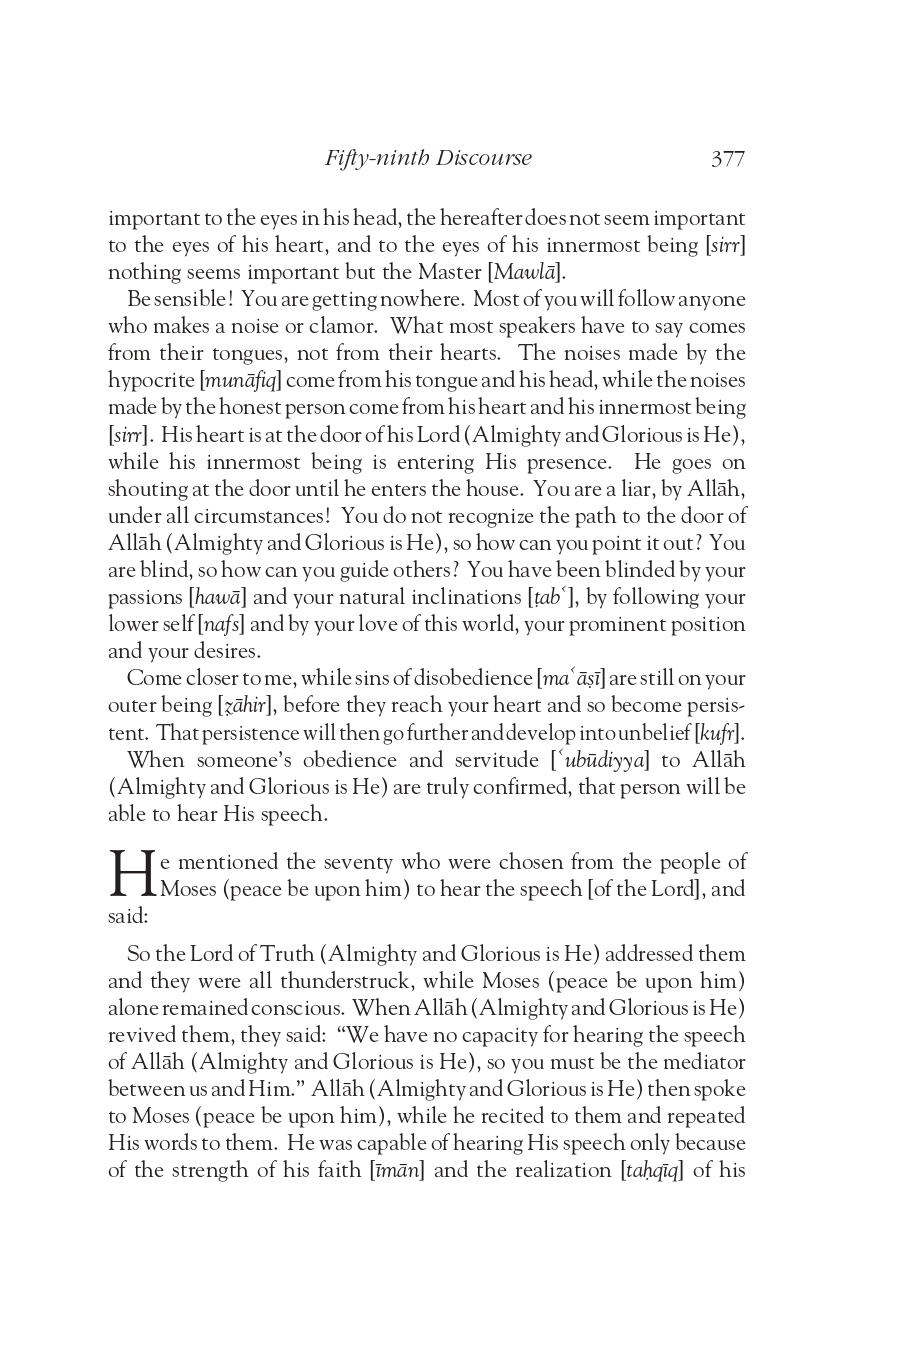 Fifty-ninth Discourse 377
important to the eyes in his head, the hereafter does not seem important
to the eyes of his heart, and to the eyes of his innermost being [sirr]
nothing seems important but the Master [Mawlā].
Be sensible! You are getting nowhere. Most of you will follow anyone
who makes a noise or clamor. What most speakers have to say comes
from their tongues, not from their hearts. The noises made by the
hypocrite [munāfiq] come from his tongue and his head, while the noises
made by the honest person come from his heart and his innermost being
[sirr]. His heart is at the door of his Lord (Almighty and Glorious is He),
while his innermost being is entering His presence. He goes on
shouting at the door until he enters the house. You are a liar, by Allāh,
under all circumstances! You do not recognize the path to the door of
Allāh (Almighty and Glorious is He), so how can you point it out? You
are blind, so how can you guide others? You have been blinded by your
passions [hawā] and your natural inclinations [ṭabʿ], by following your
lower self [nafs] and by your love of this world, your prominent position
and your desires.
Come closer to me, while sins of disobedience [maʿāṣī] are still on your
outer being [ẓāhir], before they reach your heart and so become persis-
tent. That persistence will then go further and develop into unbelief [kufr].
When someone's obedience and servitude [ʿubūdiyya] to Allāh
(Almighty and Glorious is He) are truly confirmed, that person will be
able to hear His speech.
He mentioned the seventy who were chosen from the people of
Moses (peace be upon him) to hear the speech [of the Lord], and
said:
So the Lord of Truth (Almighty and Glorious is He) addressed them
and they were all thunderstruck, while Moses (peace be upon him)
alone remained conscious. When Allāh (Almighty and Glorious is He)
revived them, they said: “We have no capacity for hearing the speech
of Allāh (Almighty and Glorious is He), so you must be the mediator
between us and Him.” Allāh (Almighty and Glorious is He) then spoke
to Moses (peace be upon him), while he recited to them and repeated
His words to them. He was capable of hearing His speech only because
of the strength of his faith [īmān] and the realization [taḥqīq] of his